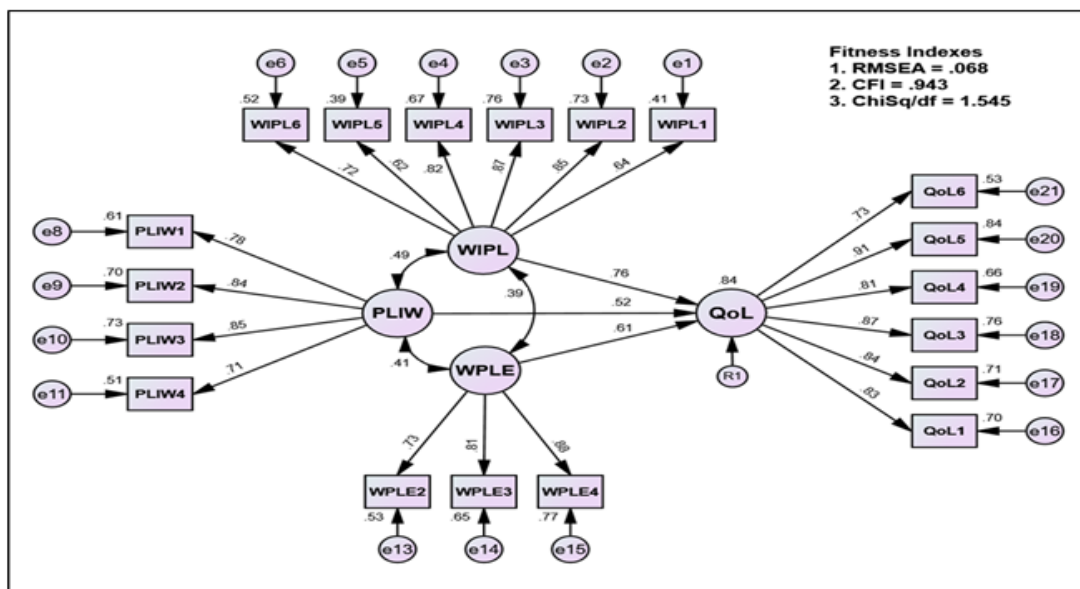 Fitness Indexes
1. RMSEA = .068
2. CFI = .943
3. ChiSq/df = 1.545
e6
e5
e4
e3
e2
e1
.52
.39
.67
.76
.73
.41
WIPL6
WIPL5
WIPL4
WIPL3
WIPL2
WIPL1
.72
.62
.82
.87
.85
.64
e8
.61
PLIW1
.78
e9
.70
PLIW2
.84
e10
.73
PLIW3
.85
e11
.51
PLIW4
.71
WIPL
.49
PLIW
.39
.41
WPLE
.76
.52
.61
.84
QoL
R1
.73
.91
.81
.87
.84
.83
QoL6
.53
e21
QoL5
.84
e20
QoL4
.66
e19
QoL3
.76
e18
QoL2
.71
e17
QoL1
.70
e16
.73
.81
.88
WPLE2
WPLE3
WPLE4
.53
.65
.77
e13
e14
e15